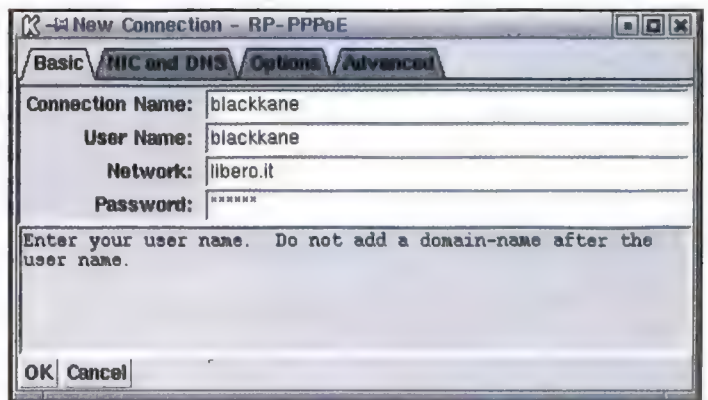 New Connection - RP-PPPoE
Basic NIC and DNS Options Advanced
Connection Name: blackkane
User Name: blackkane
Network: libero.it
Password: ******
Enter your user name. Do not add a domain-name after the
user name.
OK Cancel